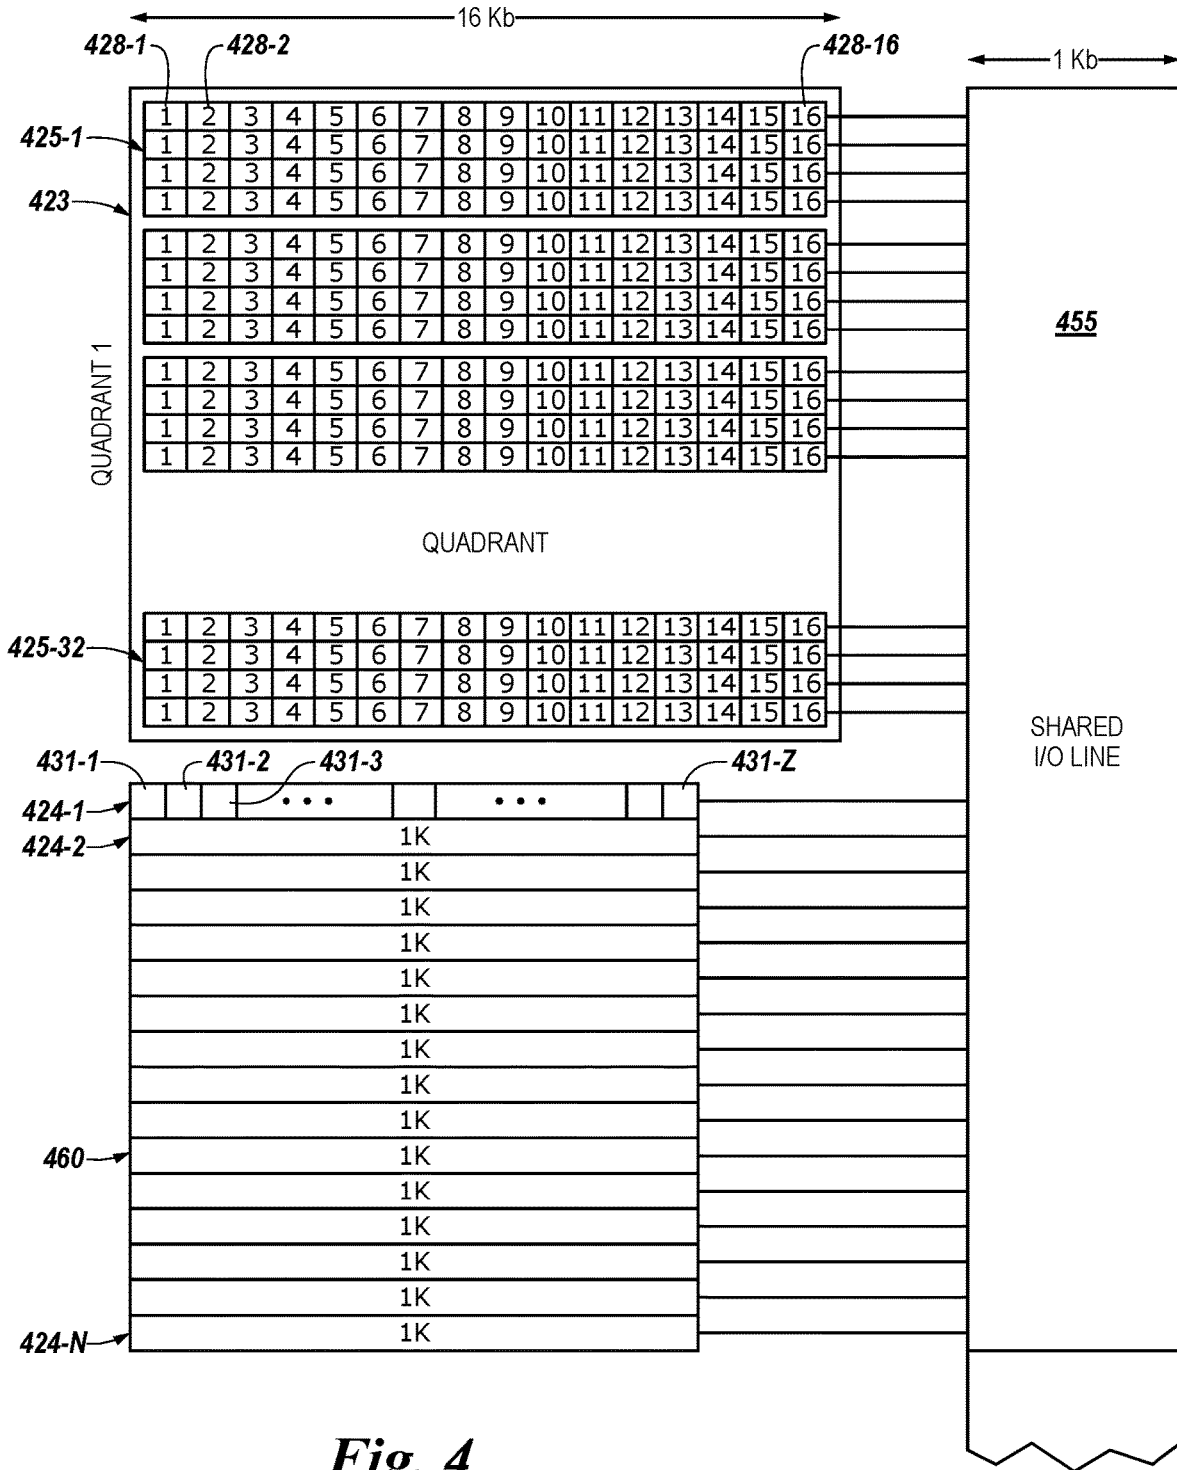 16 Kb
428-1 428-2 428-16
1 Kb
425-1
1 2 3 4 5 6 7 8 9 10 11 12 13 14 15 16
1 2 3 4 5 6 7 8 9 10 11 12 13 14 15 16
1 2 3 4 5 6 7 8 9 10 11 12 13 14 15 16
1 2 3 4 5 6 7 8 9 10 11 12 13 14 15 16
423
1 2 3 4 5 6 7 8 9 10 11 12 13 14 15 16
1 2 3 4 5 6 7 8 9 10 11 12 13 14 15 16
1 2 3 4 5 6 7 8 9 10 11 12 13 14 15 16
1 2 3 4 5 6 7 8 9 10 11 12 13 14 15 16
455
QUADRANT 1
1 2 3 4 5 6 7 8 9 10 11 12 13 14 15 16
1 2 3 4 5 6 7 8 9 10 11 12 13 14 15 16
1 2 3 4 5 6 7 8 9 10 11 12 13 14 15 16
1 2 3 4 5 6 7 8 9 10 11 12 13 14 15 16
QUADRANT
425-32
1 2 3 4 5 6 7 8 9 10 11 12 13 14 15 16
1 2 3 4 5 6 7 8 9 10 11 12 13 14 15 16
1 2 3 4 5 6 7 8 9 10 11 12 13 14 15 16
1 2 3 4 5 6 7 8 9 10 11 12 13 14 15 16
SHARED
I/O LINE
431-1 431-2 431-3 431-Z
424-1 • • • • • •
424-2 1K
1K
1K
1K
1K
1K
1K
1K
1K
460 1K
1K
1K
1K
1K
424-N 1K
Fig. 4